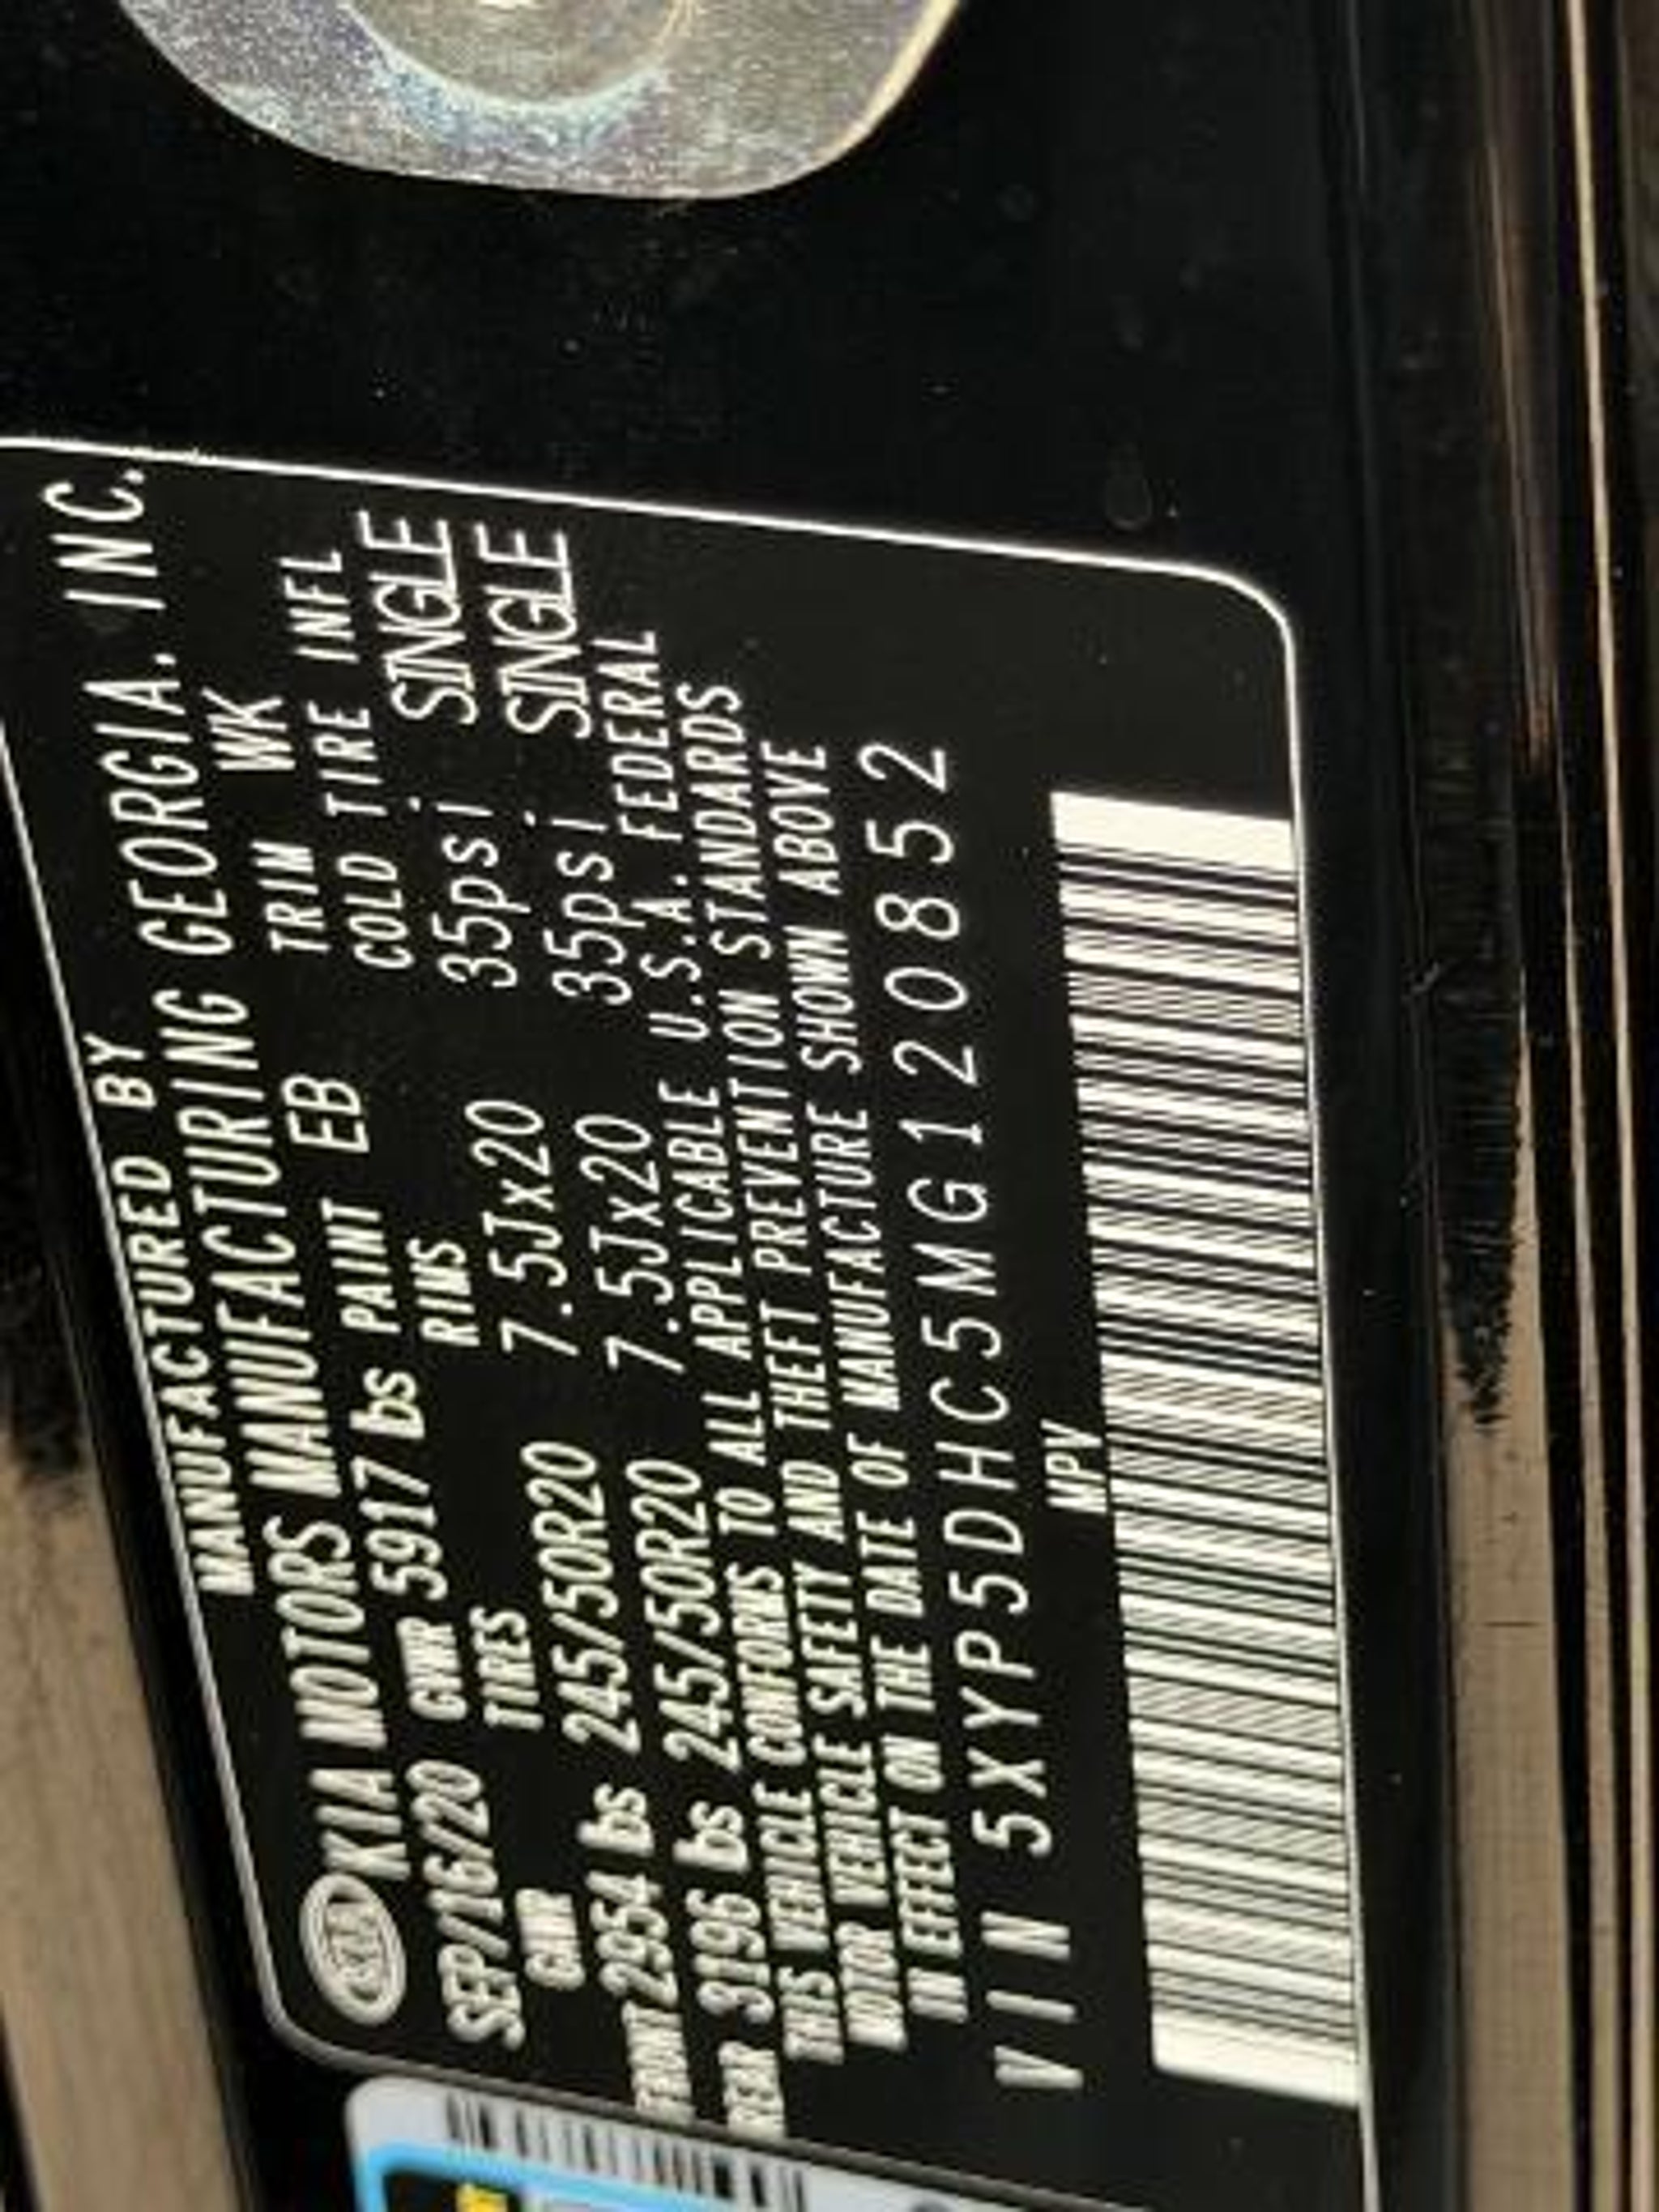 MANUFACTURED BY
KIA KIA MOTORS MANUFACTURING GEORGIA. INC.
SEP/16/20 GVWR 5917 lbs PAINT EB TRIM WK
GAWR TIRES RIMS COLD TIRE INFL
FRONT 2954 lbs 245/50R20 7.5Jx20 35psi SINGLE
REAR 3196 lbs 245/50R20 7.5Jx20 35psi SINGLE
THIS VEHICLE CONFORMS TO ALL APPLICABLE U.S.A. FEDERAL
MOTOR VEHICLE SAFETY AND THEFT PREVENTION STANDARDS
IN EFFECT ON THE DATE OF MANUFACTURE SHOWN ABOVE
VIN 5XYP5DHC5MG120852
MPV